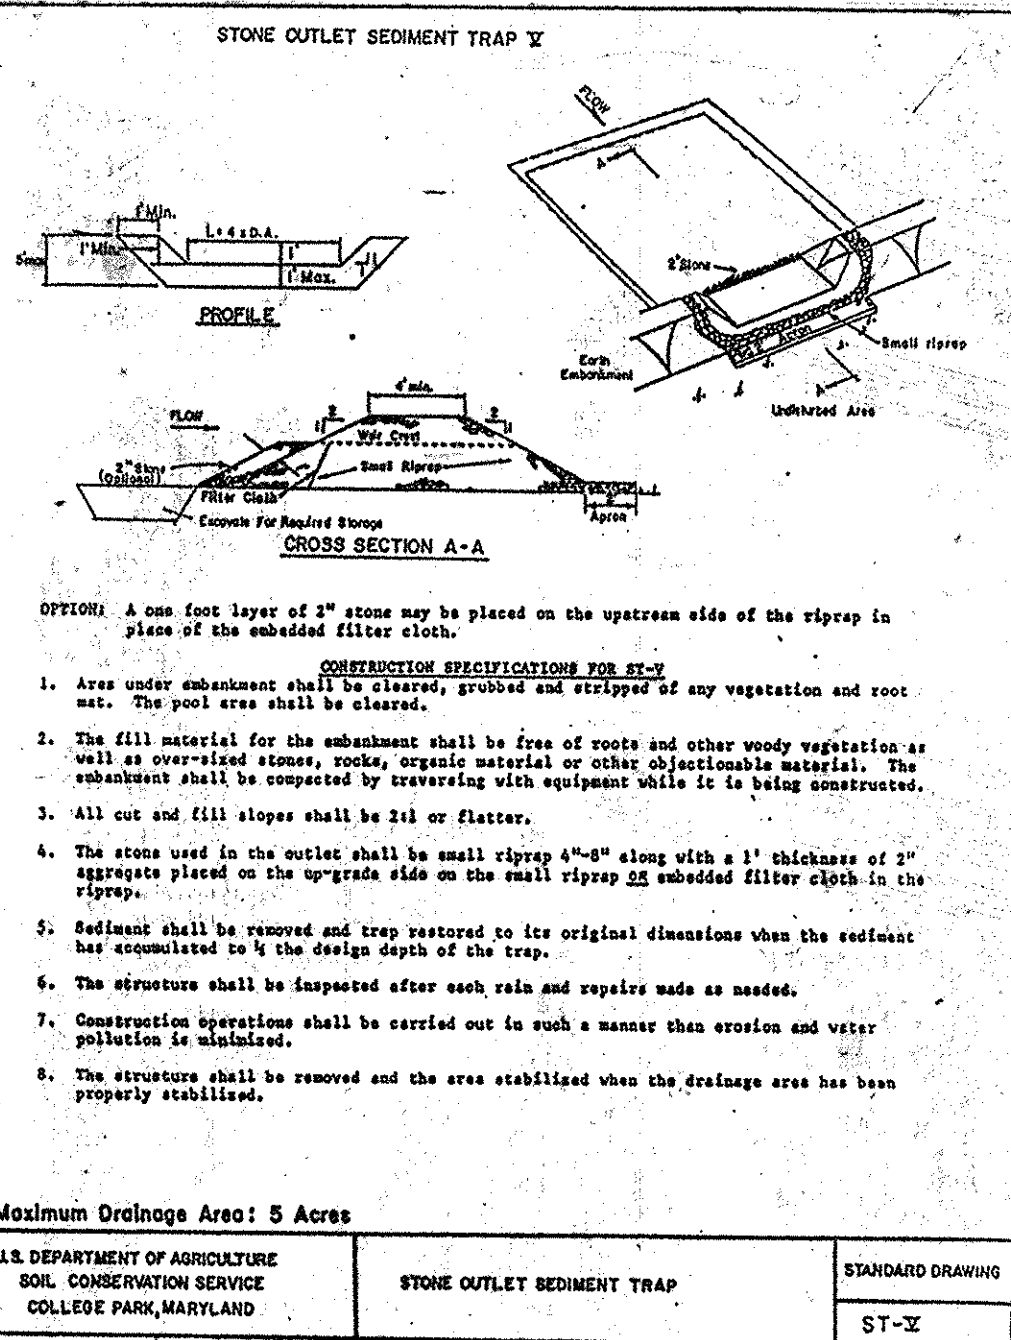 STONE OUTLET SEDIMENT TRAP V
FLOW
A
1' Min.
L= 4 x D.A.
1' Min.
1'
5' max
1' Max.
PROFILE
2" Stone
Apron
Small riprap
Earth
Embankment
A
Undisturbed Area
4' min.
FLOW
2
1
2
1
Weir Crest
2" Stone
(Optional)
Small Riprap
Filter Cloth
Apron
Excavate For Required Storage
CROSS SECTION A-A
OPTION: A one foot layer of 2" stone may be placed on the upstream side of the riprap in
place of the embedded filter cloth.
CONSTRUCTION SPECIFICATIONS FOR ST-V
1. Area under embankment shall be cleared, grubbed and stripped of any vegetation and root
mat. The pool area shall be cleared.
2. The fill material for the embankment shall be free of roots and other woody vegetation as
well as over-sized stones, rocks, organic material or other objectionable material. The
embankment shall be compacted by traversing with equipment while it is being constructed.
3. All cut and fill slopes shall be 2:1 or flatter.
4. The stone used in the outlet shall be small riprap 4"-8" along with a 1' thickness of 2"
aggregate placed on the up-grade side on the small riprap OR embedded filter cloth in the
riprap.
5. Sediment shall be removed and trap restored to its original dimensions when the sediment
has accumulated to the design depth of the trap.
6. The structure shall be inspected after each rain and repairs made as needed.
7. Construction operations shall be carried out in such a manner than erosion and water
pollution is minimized.
8. The structure shall be removed and the area stabilized when the drainage area has been
properly stabilized.
Maximum Drainage Area: 5 Acres
U.S. DEPARTMENT OF AGRICULTURE
SOIL CONSERVATION SERVICE
COLLEGE PARK, MARYLAND
STONE OUTLET SEDIMENT TRAP
STANDARD DRAWING
ST-V